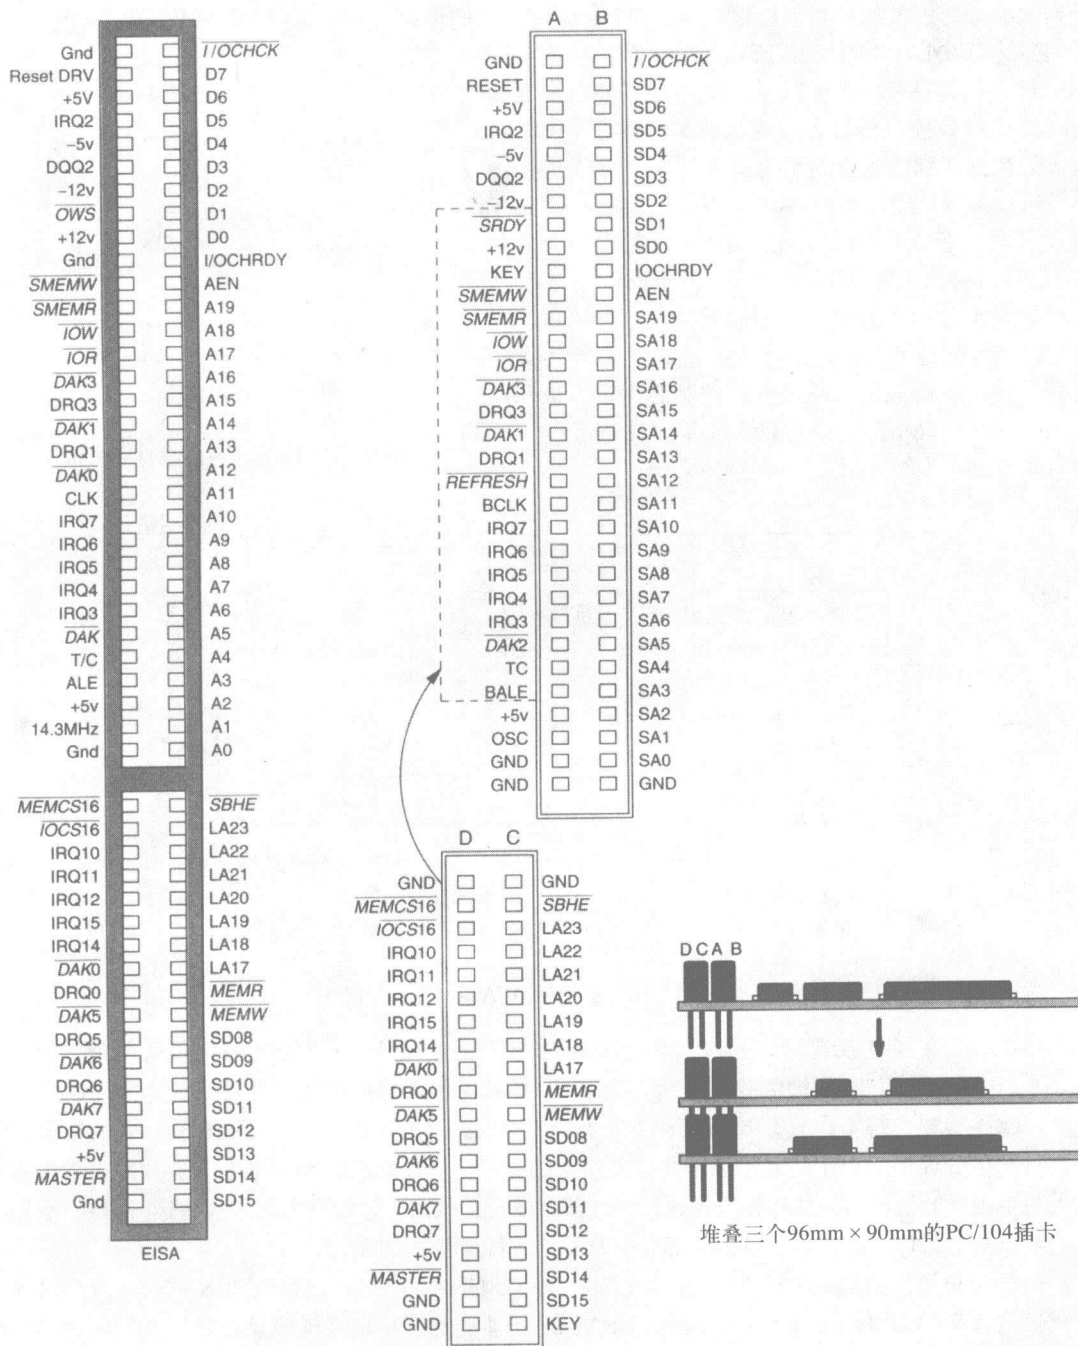 Gnd I/OCHCK
Reset DRV D7
+5V D6
IRQ2 D5
–5v D4
DQQ2 D3
–12v D2
OWS D1
+12v D0
Gnd I/OCHRDY
SMEMW AEN
SMEMR A19
IOW A18
IOR A17
DAK3 A16
DRQ3 A15
DAK1 A14
DRQ1 A13
DAK0 A12
CLK A11
IRQ7 A10
IRQ6 A9
IRQ5 A8
IRQ4 A7
IRQ3 A6
DAK A5
T/C A4
ALE A3
+5v A2
14.3MHz A1
Gnd A0
MEMCS16 SBHE
IOCS16 LA23
IRQ10 LA22
IRQ11 LA21
IRQ12 LA20
IRQ15 LA19
IRQ14 LA18
DAK0 LA17
DRQ0 MEMR
DAK5 MEMW
DRQ5 SD08
DAK6 SD09
DRQ6 SD10
DAK7 SD11
DRQ7 SD12
+5v SD13
MASTER SD14
Gnd SD15
EISA
A B
GND I/OCHCK
RESET SD7
+5V SD6
IRQ2 SD5
–5v SD4
DQQ2 SD3
–12v SD2
SRDY SD1
+12v SD0
KEY IOCHRDY
SMEMW AEN
SMEMR SA19
IOW SA18
IOR SA17
DAK3 SA16
DRQ3 SA15
DAK1 SA14
DRQ1 SA13
REFRESH SA12
BCLK SA11
IRQ7 SA10
IRQ6 SA9
IRQ5 SA8
IRQ4 SA7
IRQ3 SA6
DAK2 SA5
TC SA4
BALE SA3
+5v SA2
OSC SA1
GND SA0
GND GND
D C
GND GND
MEMCS16 SBHE
IOCS16 LA23
IRQ10 LA22
IRQ11 LA21
IRQ12 LA20
IRQ15 LA19
IRQ14 LA18
DAK0 LA17
DRQ0 MEMR
DAK5 MEMW
DRQ5 SD08
DAK6 SD09
DRQ6 SD10
DAK7 SD11
DRQ7 SD12
+5v SD13
MASTER SD14
GND SD15
GND KEY
D C A B
堆叠三个96mm×90mm的PC/104插卡